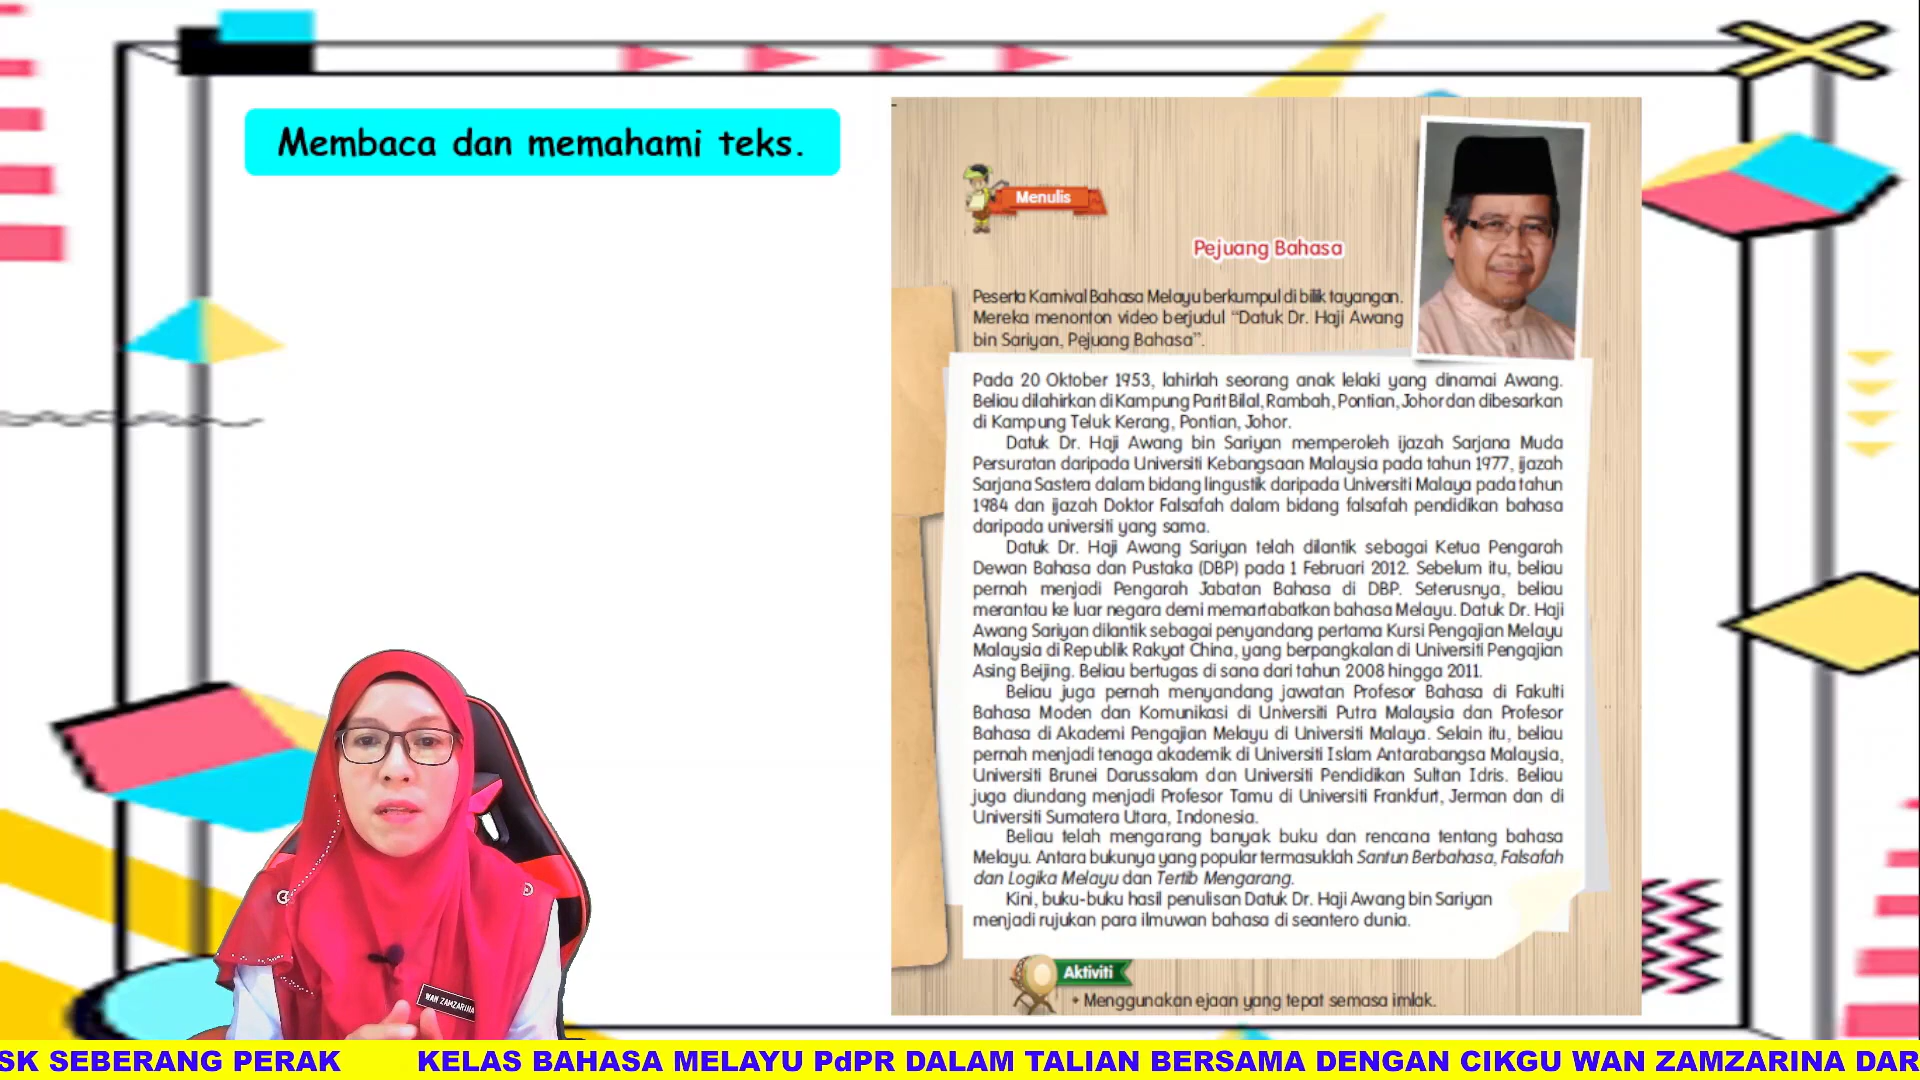 Membaca dan memahami teks.
Menulis
Pejuang Bahasa
Peserta Karnival Bahasa Melayu berkumpul di bilik tayangan.
Mereka menonton video berjudul “Datuk Dr. Haji Awang
bin Sariyan, Pejuang Bahasa”.
Pada 20 Oktober 1953, lahirlah seorang anak lelaki yang dinamai Awang.
Beliau dilahirkan di Kampung Parit Bilal, Rambah, Pontian, Johor dan dibesarkan
di Kampung Teluk Kerang, Pontian, Johor.
Datuk Dr. Haji Awang bin Sariyan memperoleh ijazah Sarjana Muda
Persuratan daripada Universiti Kebangsaan Malaysia pada tahun 1977, ijazah
Sarjana Sastera dalam bidang lingustik daripada Universiti Malaya pada tahun
1984 dan ijazah Doktor Falsafah dalam bidang falsafah pendidikan bahasa
daripada universiti yang sama.
Datuk Dr. Haji Awang Sariyan telah dilantik sebagai Ketua Pengarah
Dewan Bahasa dan Pustaka (DBP) pada 1 Februari 2012. Sebelum itu, beliau
pernah menjadi Pengarah Jabatan Bahasa di DBP. Seterusnya, beliau
merantau ke luar negara demi memartabatkan bahasa Melayu. Datuk Dr. Haji
Awang Sariyan dilantik sebagai penyandang pertama Kursi Pengajian Melayu
Malaysia di Republik Rakyat China, yang berpangkalan di Universiti Pengajian
Asing Beijing. Beliau bertugas di sana dari tahun 2008 hingga 2011.
Beliau juga pernah menyandang jawatan Profesor Bahasa di Fakulti
Bahasa Moden dan Komunikasi di Universiti Putra Malaysia dan Profesor
Bahasa di Akademi Pengajian Melayu di Universiti Malaya. Selain itu, beliau
pernah menjadi tenaga akademik di Universiti Islam Antarabangsa Malaysia,
Universiti Brunei Darussalam dan Universiti Pendidikan Sultan Idris. Beliau
juga diundang menjadi Profesor Tamu di Universiti Frankfurt, Jerman dan di
Universiti Sumatera Utara, Indonesia.
Beliau telah mengarang banyak buku dan rencana tentang bahasa
Melayu. Antara bukunya yang popular termasuklah Santun Berbahasa, Falsafah
dan Logika Melayu dan Tertib Mengarang.
Kini, buku-buku hasil penulisan Datuk Dr. Haji Awang bin Sariyan
menjadi rujukan para ilmuwan bahasa di seantero dunia.
Aktiviti
• Menggunakan ejaan yang tepat semasa imlak.
WAN ZAMZARINA
SK SEBERANG PERAK KELAS BAHASA MELAYU PdPR DALAM TALIAN BERSAMA DENGAN CIKGU WAN ZAMZARINA DAR